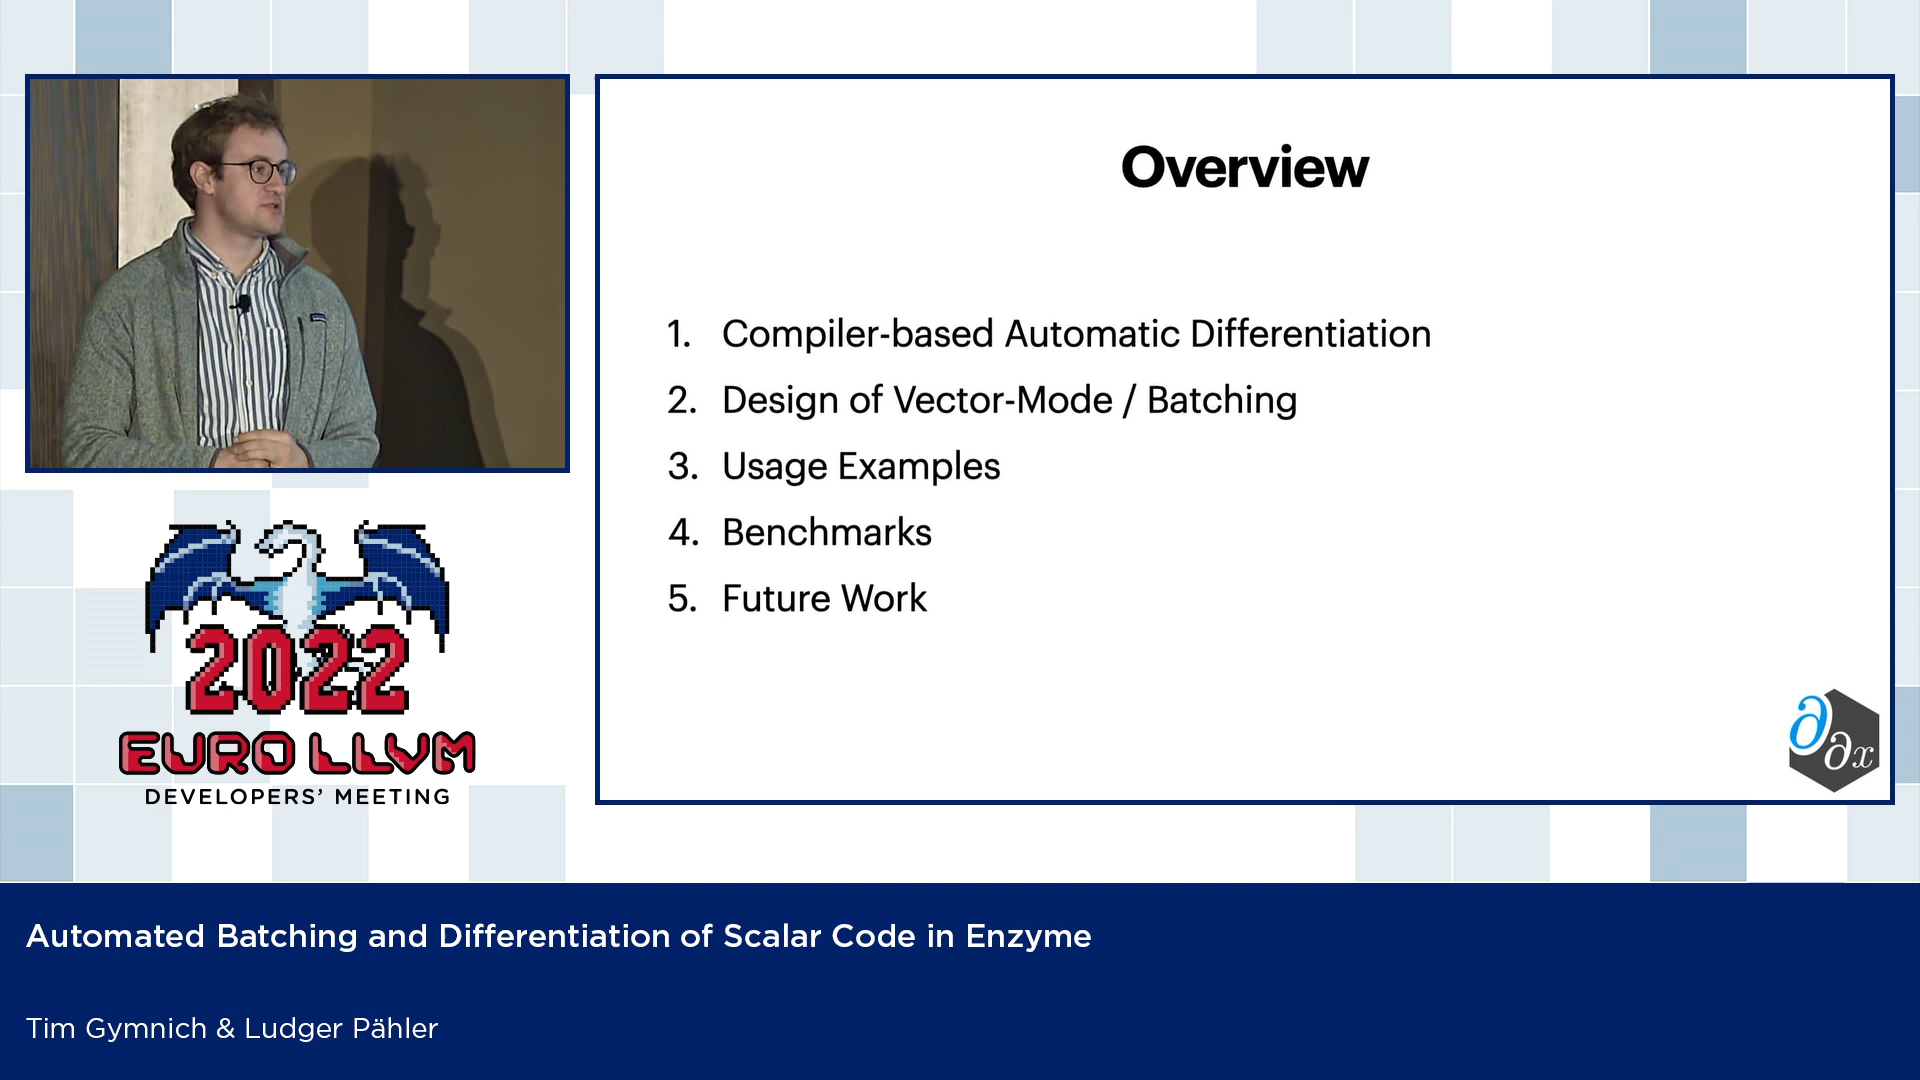 Overview
1. Compiler-based Automatic Differentiation
2. Design of Vector-Mode / Batching
3. Usage Examples
4. Benchmarks
5. Future Work
∂
∂x
2022
EURO LLVM
DEVELOPERS’ MEETING
Automated Batching and Differentiation of Scalar Code in Enzyme
Tim Gymnich & Ludger Pähler